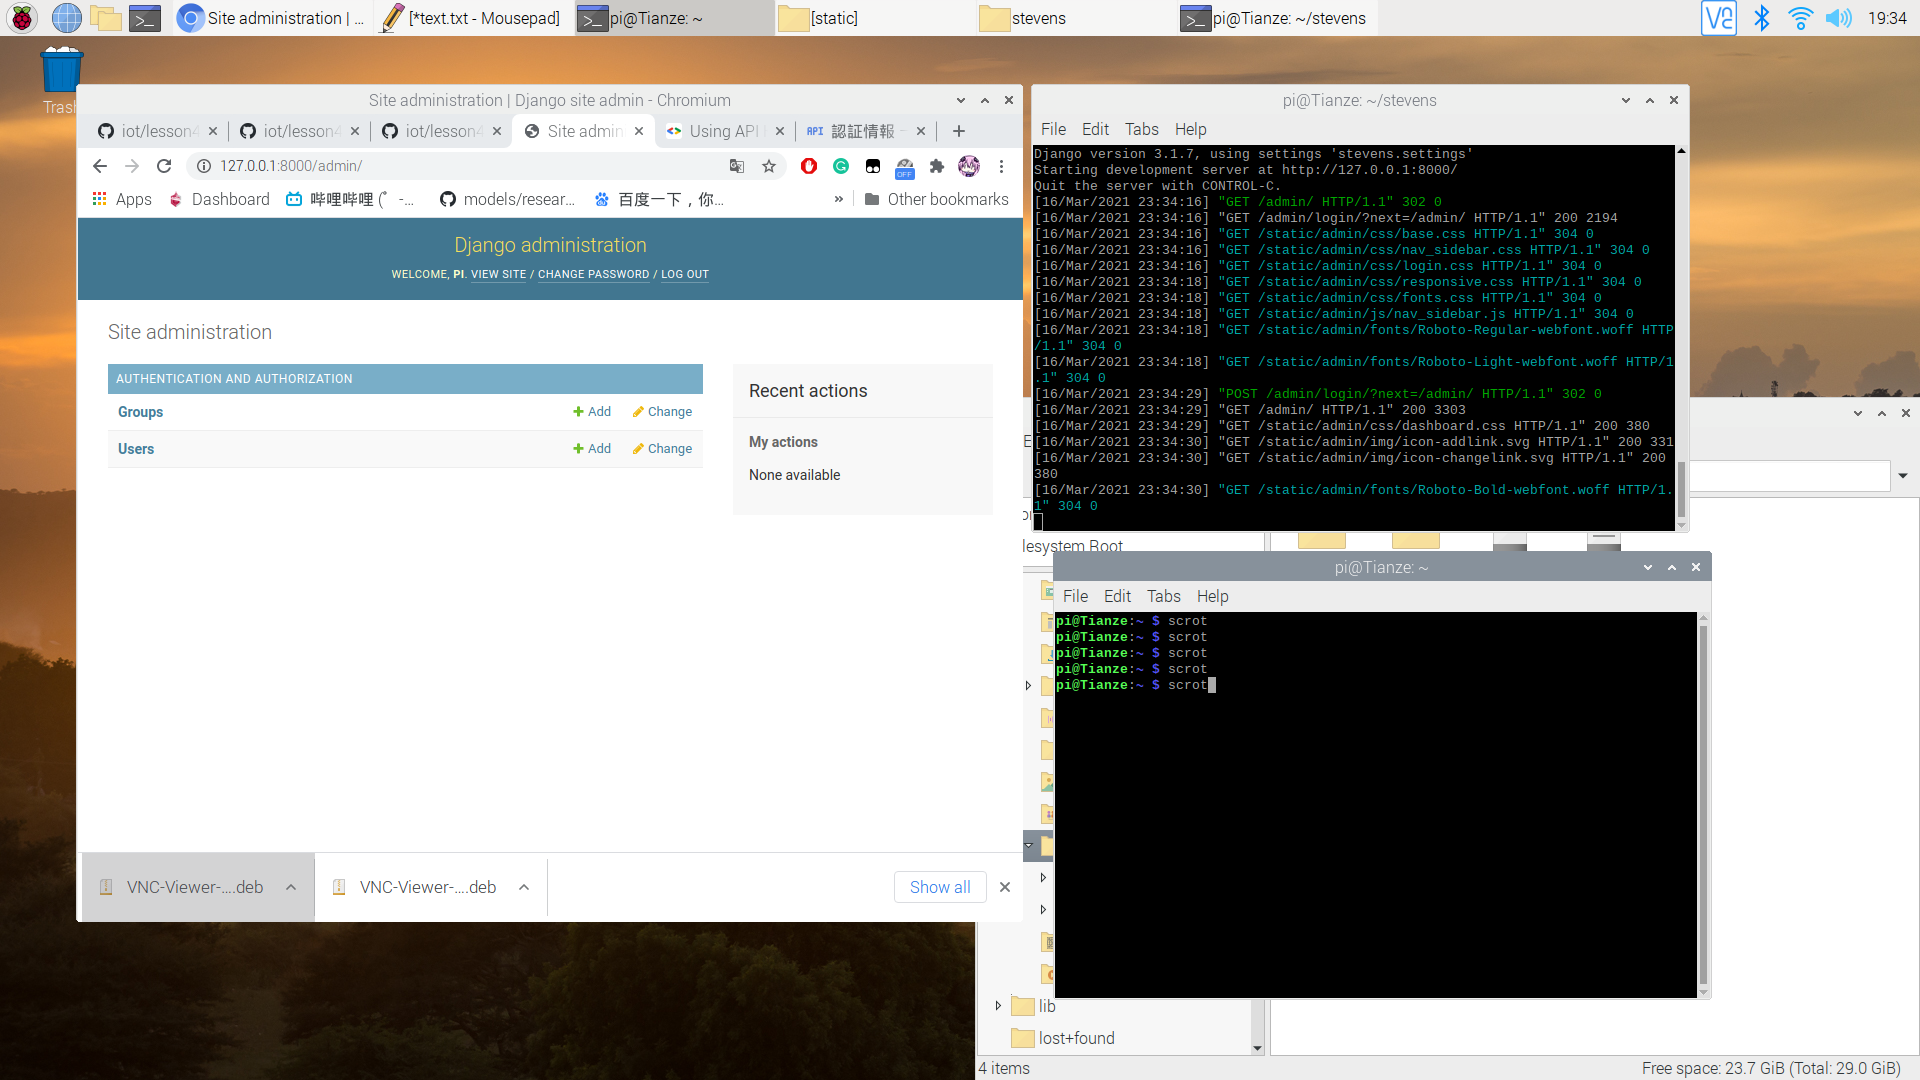 Site administration | ...
[*text.txt - Mousepad]
pi@Tianze: ~
[static]
stevens
pi@Tianze: ~/stevens
19:34
Trash
Site administration | Django site admin - Chromium
iot/lesson4
iot/lesson4
iot/lesson4
Site admin
Using API
API 認証情報
127.0.0.1:8000/admin/
OFF
Apps
Dashboard
哔哩哔哩 (゜-...
models/resear...
百度一下，你...
»
Other bookmarks
Django administration
WELCOME, PI. VIEW SITE / CHANGE PASSWORD / LOG OUT
Site administration
AUTHENTICATION AND AUTHORIZATION
Groups
Add
Change
Users
Add
Change
Recent actions
My actions
None available
VNC-Viewer-....deb
VNC-Viewer-....deb
Show all
pi@Tianze: ~/stevens
File Edit Tabs Help
Django version 3.1.7, using settings 'stevens.settings'
Starting development server at http://127.0.0.1:8000/
Quit the server with CONTROL-C.
[16/Mar/2021 23:34:16] "GET /admin/ HTTP/1.1" 302 0
[16/Mar/2021 23:34:16] "GET /admin/login/?next=/admin/ HTTP/1.1" 200 2194
[16/Mar/2021 23:34:16] "GET /static/admin/css/base.css HTTP/1.1" 304 0
[16/Mar/2021 23:34:16] "GET /static/admin/css/nav_sidebar.css HTTP/1.1" 304 0
[16/Mar/2021 23:34:16] "GET /static/admin/css/login.css HTTP/1.1" 304 0
[16/Mar/2021 23:34:18] "GET /static/admin/css/responsive.css HTTP/1.1" 304 0
[16/Mar/2021 23:34:18] "GET /static/admin/css/fonts.css HTTP/1.1" 304 0
[16/Mar/2021 23:34:18] "GET /static/admin/js/nav_sidebar.js HTTP/1.1" 304 0
[16/Mar/2021 23:34:18] "GET /static/admin/fonts/Roboto-Regular-webfont.woff HTTP
/1.1" 304 0
[16/Mar/2021 23:34:18] "GET /static/admin/fonts/Roboto-Light-webfont.woff HTTP/1
.1" 304 0
[16/Mar/2021 23:34:29] "POST /admin/login/?next=/admin/ HTTP/1.1" 302 0
[16/Mar/2021 23:34:29] "GET /admin/ HTTP/1.1" 200 3303
[16/Mar/2021 23:34:29] "GET /static/admin/css/dashboard.css HTTP/1.1" 200 380
[16/Mar/2021 23:34:30] "GET /static/admin/img/icon-addlink.svg HTTP/1.1" 200 331
[16/Mar/2021 23:34:30] "GET /static/admin/img/icon-changelink.svg HTTP/1.1" 200
380
[16/Mar/2021 23:34:30] "GET /static/admin/fonts/Roboto-Bold-webfont.woff HTTP/1.
1" 304 0
lesystem Root
pi@Tianze: ~
File Edit Tabs Help
pi@Tianze:~ $ scrot
pi@Tianze:~ $ scrot
pi@Tianze:~ $ scrot
pi@Tianze:~ $ scrot
pi@Tianze:~ $ scrot
lib
lost+found
4 items
Free space: 23.7 GiB (Total: 29.0 GiB)